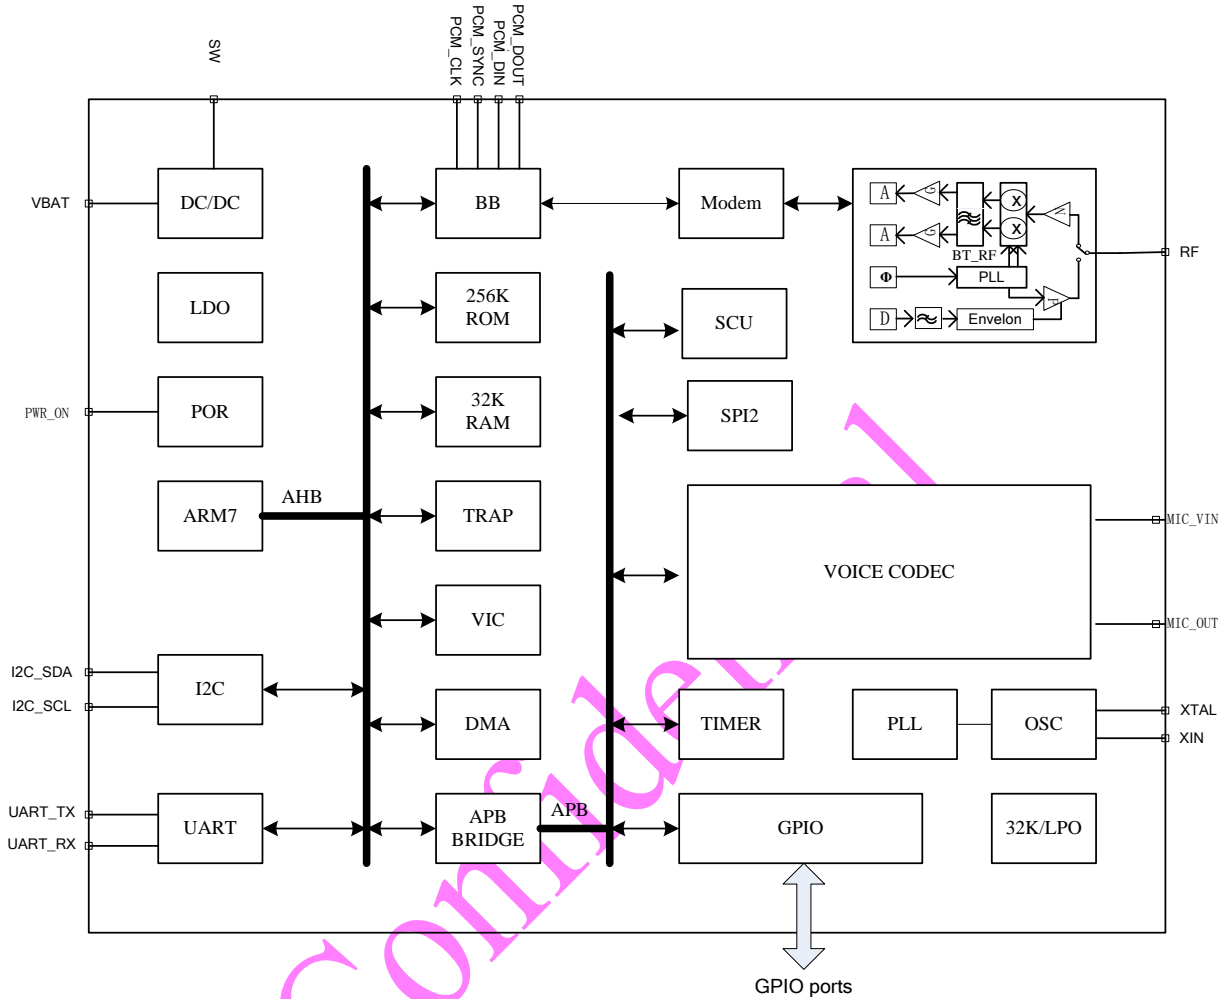 SW
PCM_CLK
PCM_SYNC
PCM_DIN
PCM_DOUT
VBAT
DC/DC
BB
Modem
A
G
X
N
A
G
X
BT_RF
Φ
PLL
P
D
Envelon
RF
LDO
256K
ROM
SCU
PWR_ON
POR
32K
RAM
SPI2
ARM7
AHB
TRAP
VOICE CODEC
MIC_VIN
MIC_OUT
VIC
I2C_SDA
I2C_SCL
I2C
DMA
TIMER
PLL
OSC
XTAL
XIN
UART_TX
UART_RX
UART
APB
BRIDGE
APB
GPIO
32K/LPO
GPIO ports
Confidential